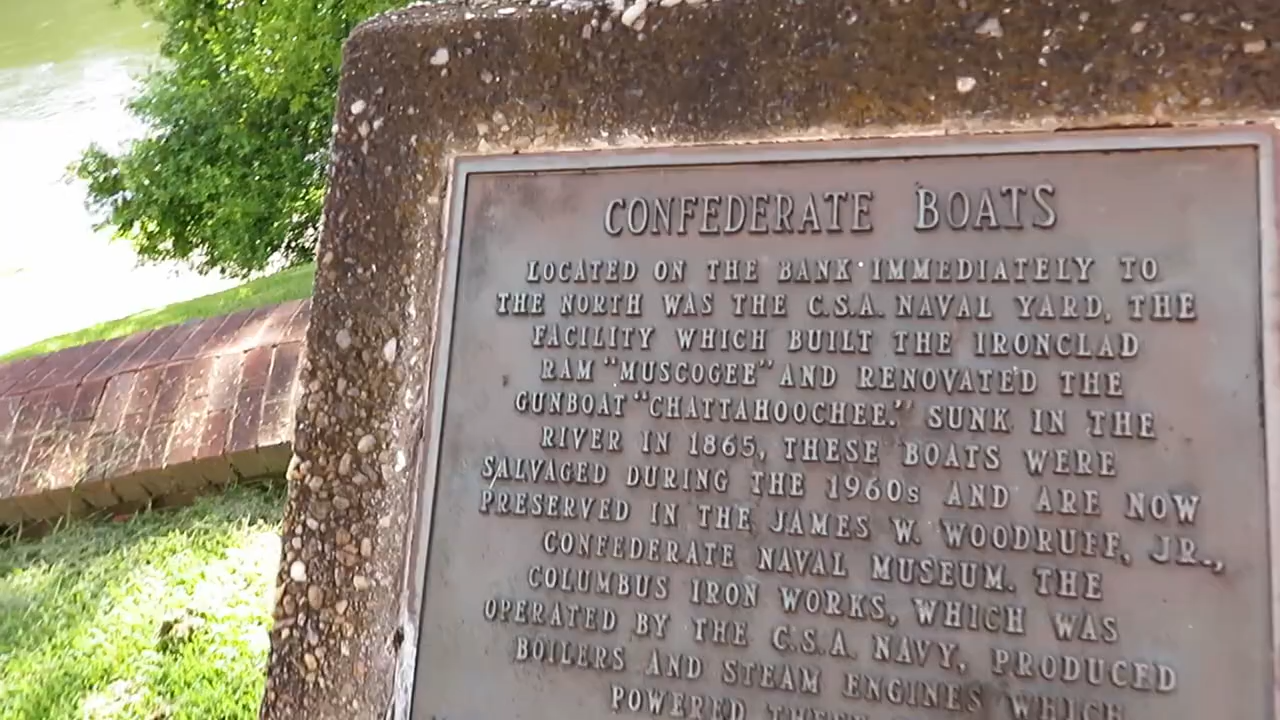 CONFEDERATE BOATS
LOCATED ON THE BANK IMMEDIATELY TO
THE NORTH WAS THE C.S.A. NAVAL YARD, THE
FACILITY WHICH BUILT THE IRONCLAD
RAM "MUSCOGEE" AND RENOVATED THE
GUNBOAT "CHATTAHOOCHEE." SUNK IN THE
RIVER IN 1865, THESE BOATS WERE
SALVAGED DURING THE 1960s AND ARE NOW
PRESERVED IN THE JAMES W. WOODRUFF, JR.,
CONFEDERATE NAVAL MUSEUM. THE
COLUMBUS IRON WORKS, WHICH WAS
OPERATED BY THE C.S.A. NAVY, PRODUCED
BOILERS AND STEAM ENGINES WHICH
POWERED